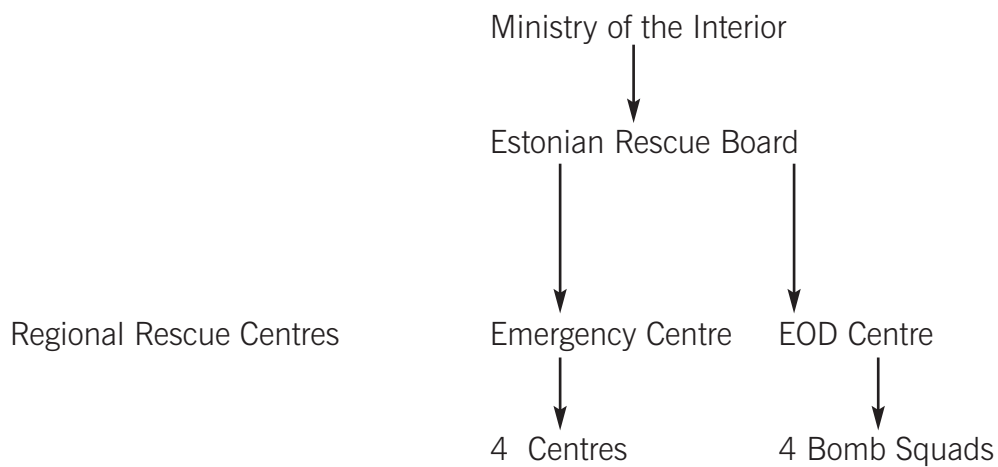 Ministry of the Interior
Estonian Rescue Board
Regional Rescue Centres
Emergency Centre
EOD Centre
4 Centres
4 Bomb Squads